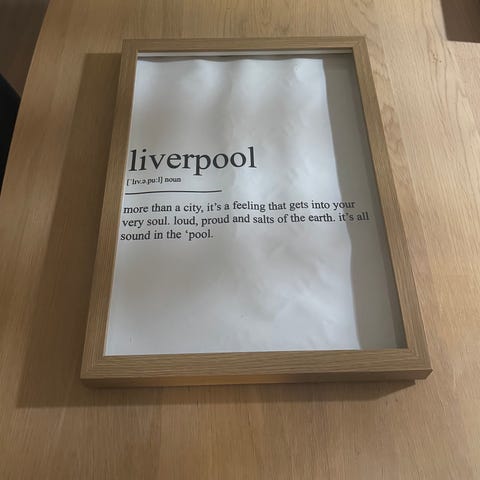 liverpool
['lɪv.ə.puːl] noun
more than a city, it's a feeling that gets into your
very soul. loud, proud and salts of the earth. it's all
sound in the 'pool.